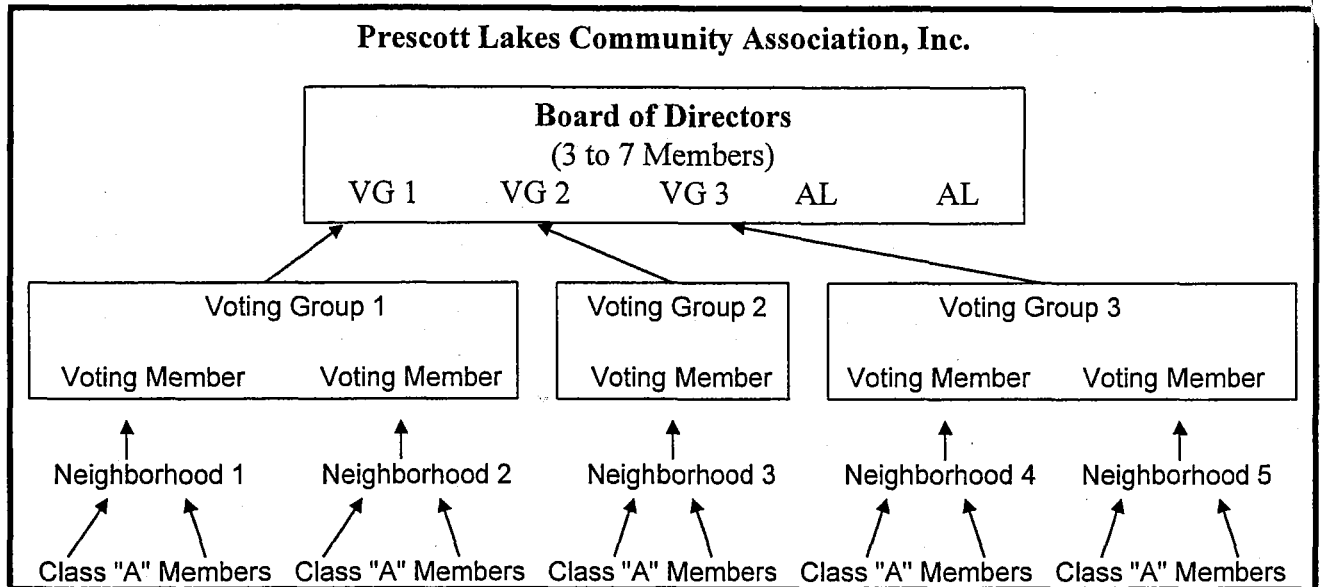 Prescott Lakes Community Association, Inc.
Board of Directors
(3 to 7 Members)
VG 1 VG 2 VG 3 AL AL
Voting Group 1 Voting Group 2 Voting Group 3
Voting Member Voting Member Voting Member Voting Member Voting Member
Neighborhood 1 Neighborhood 2 Neighborhood 3 Neighborhood 4 Neighborhood 5
Class "A" Members Class "A" Members Class "A" Members Class "A" Members Class "A" Members